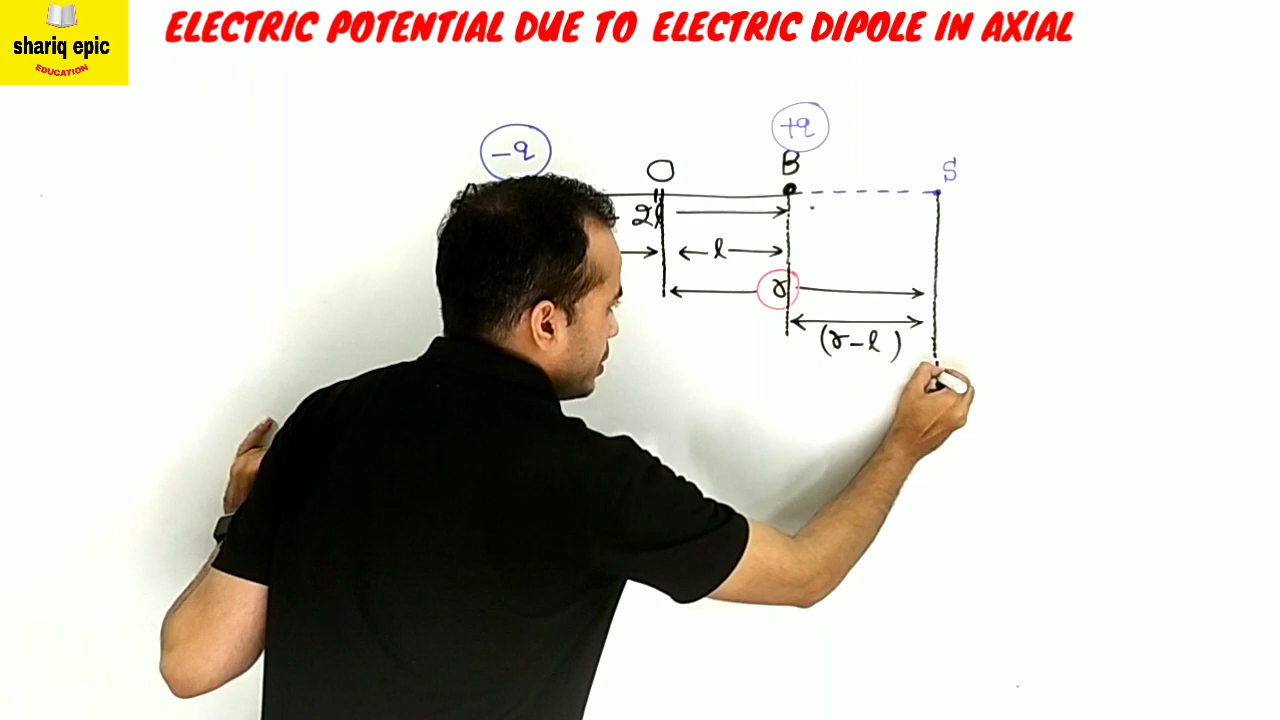 shariq epic
EDUCATION
ELECTRIC POTENTIAL DUE TO ELECTRIC DIPOLE IN AXIAL
-q
+q
O
B
S
2l
l
r
(r-l)